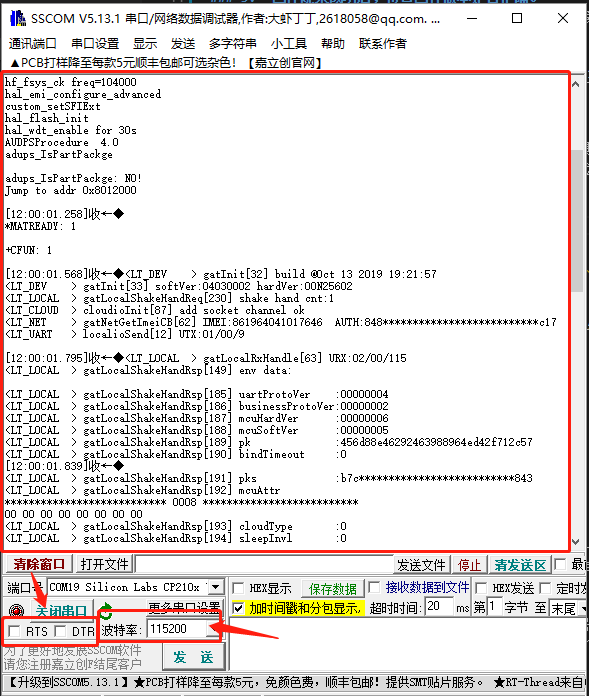 SSCOM V5.13.1 串口/网络数据调试器,作者:大虾丁丁,2618058@qq.com. ...
通讯端口 串口设置 显示 发送 多字符串 小工具 帮助 联系作者
▲PCB打样降至每款5元顺丰包邮可选杂色！【嘉立创官网】
hf_fsys_ck freq=104000
hal_emi_configure_advanced
custom_setSFIExt
hal_flash_init
hal_wdt_enable for 30s
AUDPSProcedure 4.0
adups_IsPartPackge
adups_IsPartPackge: NO!
Jump to addr 0x8012000
[12:00:01.258]收←◆
*MATREADY: 1
+CFUN: 1
[12:00:01.568]收←◆<LT_DEV > gatInit[32] build @Oct 13 2019 19:21:57
<LT_DEV > gatInit[33] softVer:04030002 hardVer:00N25602
<LT_LOCAL > gatLocalShakeHandReq[230] shake hand cnt:1
<LT_CLOUD > cloudioInit[87] add socket channel ok
<LT_NET > gatNetGetImeiCB[62] IMEI:861964041017646 AUTH:848**************************c17
<LT_UART > localioSend[12] UTX:01/00/9
[12:00:01.795]收←◆<LT_LOCAL > gatLocalRxHandle[63] URX:02/00/115
<LT_LOCAL > gatLocalShakeHandRsp[149] env data:
<LT_LOCAL > gatLocalShakeHandRsp[185] uartProtoVer :00000004
<LT_LOCAL > gatLocalShakeHandRsp[186] businessProtoVer:00000002
<LT_LOCAL > gatLocalShakeHandRsp[187] mcuHardVer :00000006
<LT_LOCAL > gatLocalShakeHandRsp[188] mcuSoftVer :00000005
<LT_LOCAL > gatLocalShakeHandRsp[189] pk :456d88e46292463988964ed42f712c57
<LT_LOCAL > gatLocalShakeHandRsp[190] bindTimeout :0
[12:00:01.839]收←◆
<LT_LOCAL > gatLocalShakeHandRsp[191] pks :b7c**************************843
<LT_LOCAL > gatLocalShakeHandRsp[192] mcuAttr
*************************** 0008 **************************
00 00 00 00 00 00 00 00
<LT_LOCAL > gatLocalShakeHandRsp[193] cloudType :0
<LT_LOCAL > gatLocalShakeHandRsp[194] sleepInvl :0
清除窗口 打开文件 发送文件 停止 清发送区
端口号 COM19 Silicon Labs CP210x HEX显示 保存数据 接收数据到文件 HEX发送 定时发
关闭串口 更多串口设置 加时间戳和分包显示, 超时时间: 20 ms 第 1 字节 至 末尾
RTS DTR 波特率: 115200
为了更好地发展SSCOM软件
请您注册嘉立创F结尾客户 发 送
【升级到SSCOM5.13.1】★PCB打样降至每款5元，免颜色费，顺丰包邮！提供SMT贴片服务。 ★RT-Thread来自